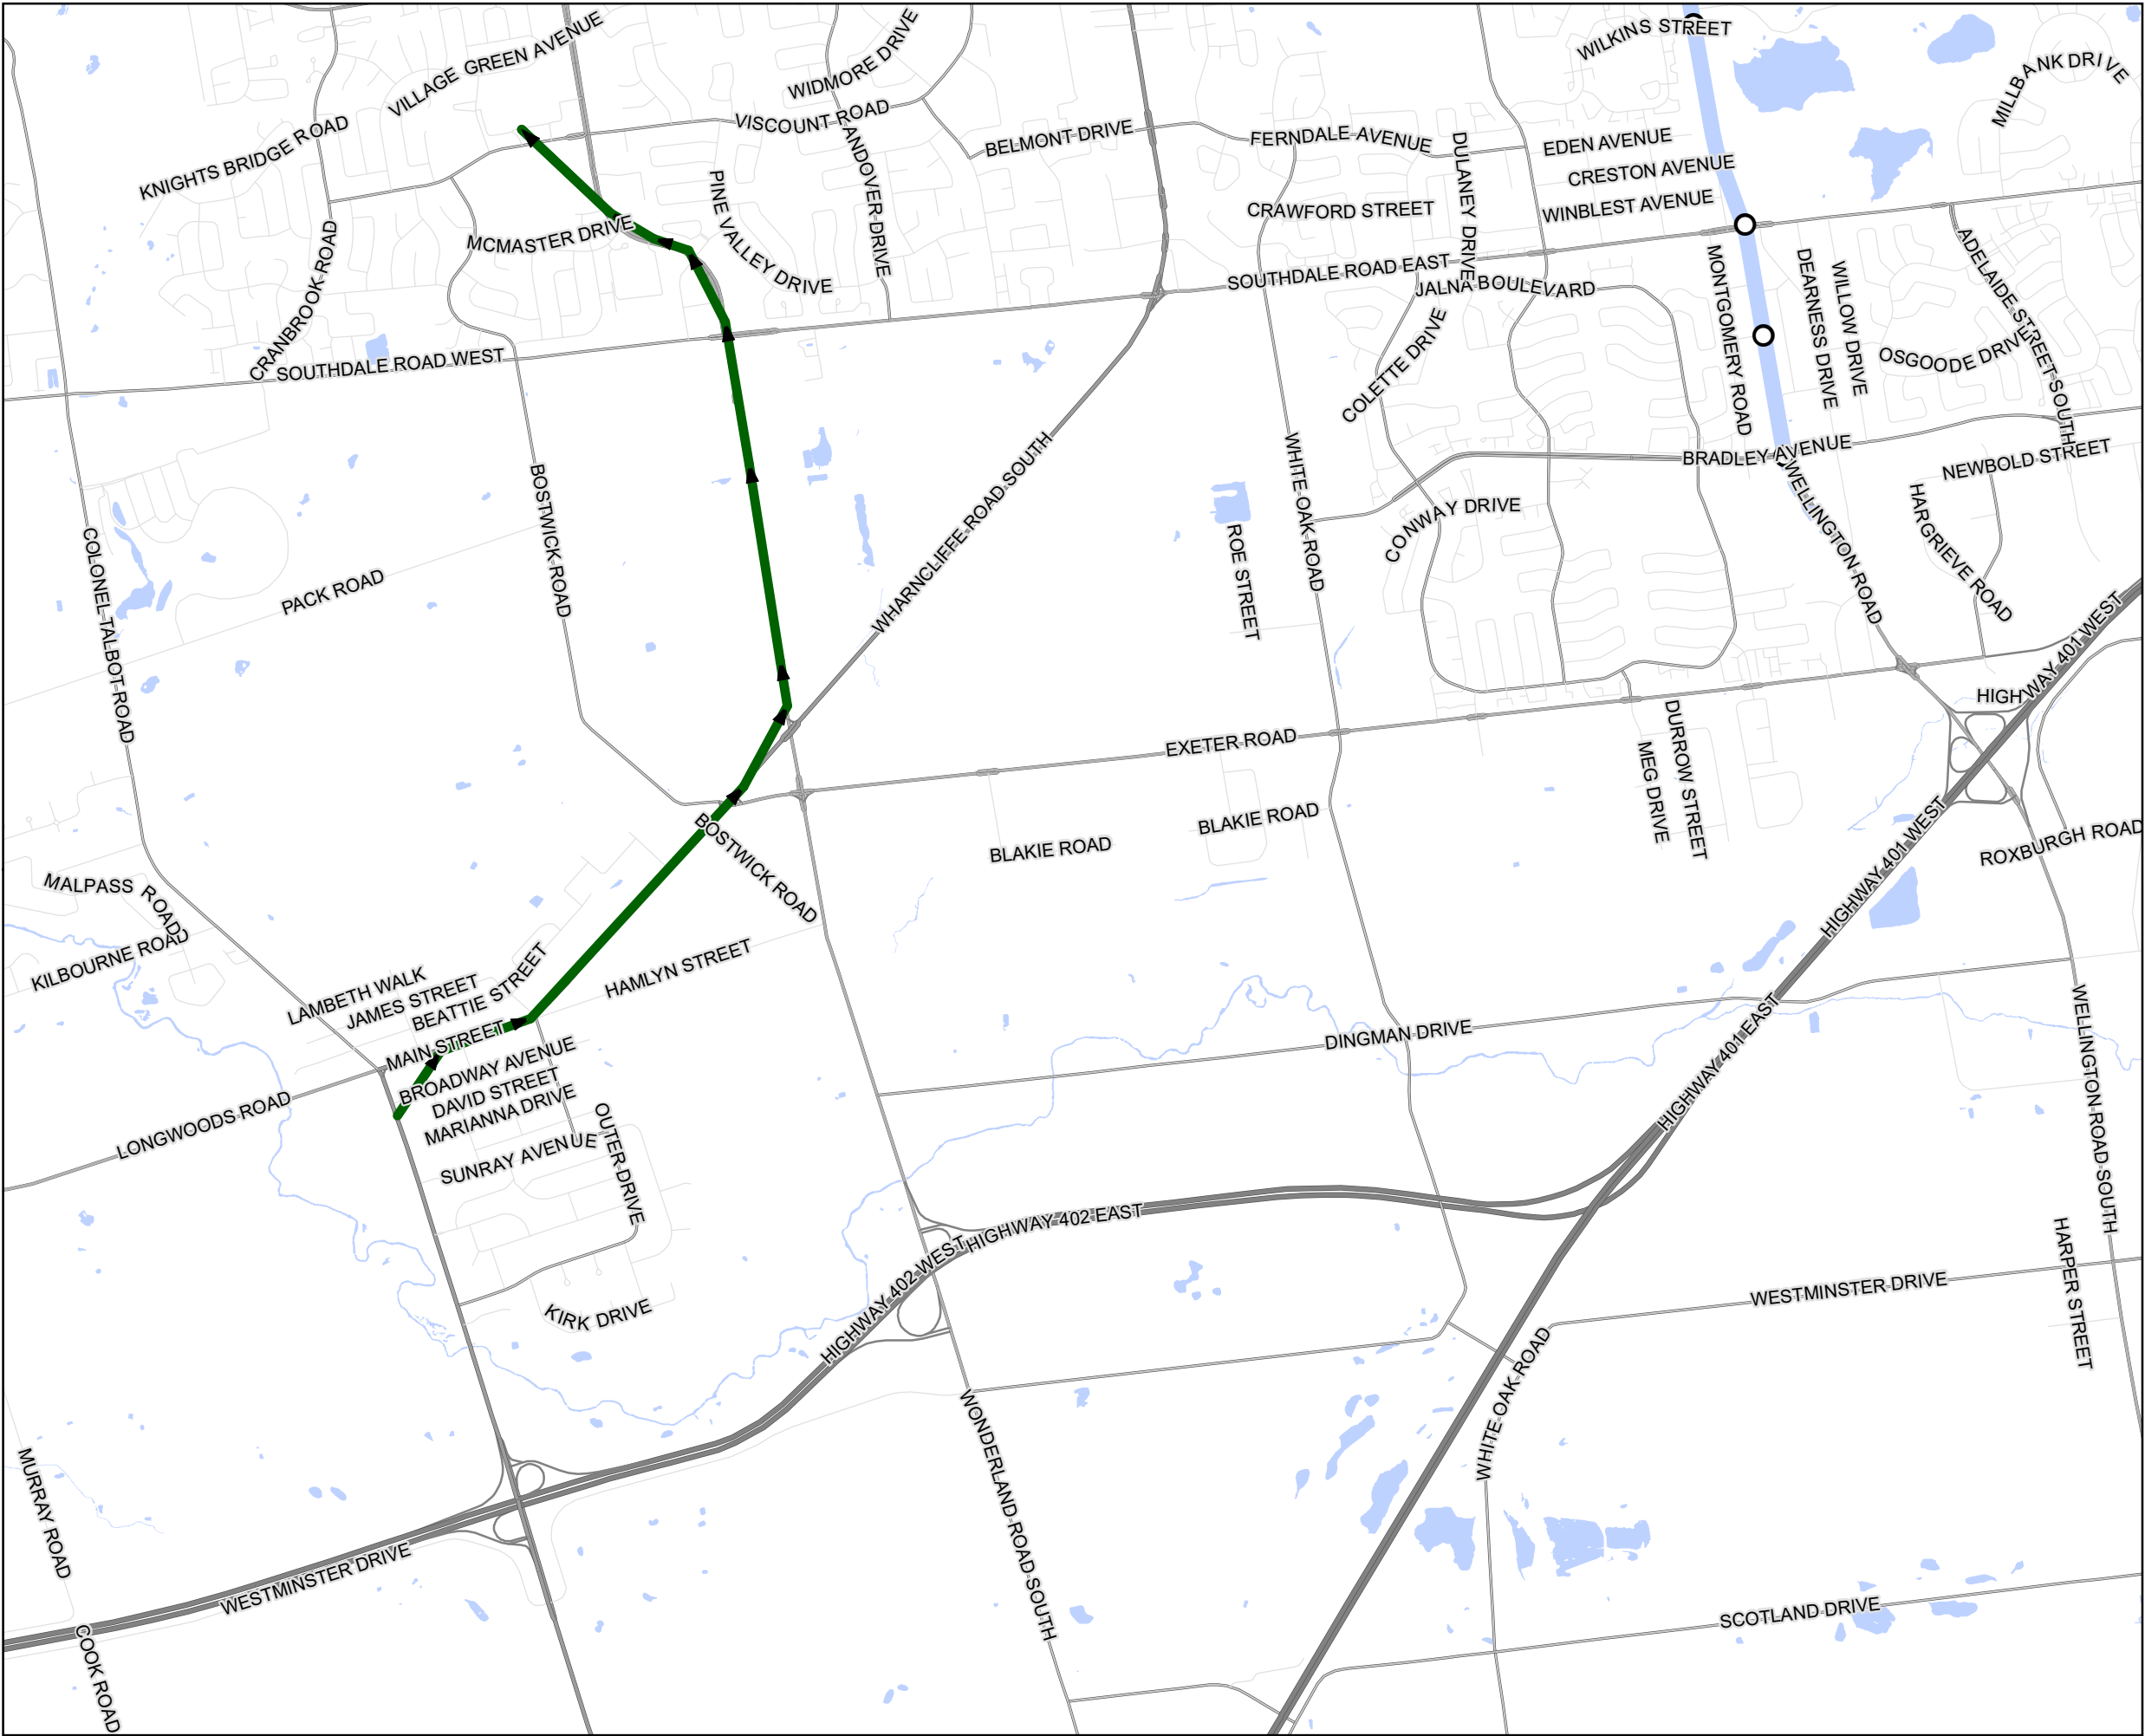 WILKINS STREET
VILLAGE GREEN AVENUE
WIDMORE DRIVE
MILLBANK DRIVE
VISCOUNT ROAD
KNIGHTS BRIDGE ROAD
BELMONT DRIVE
FERNDALE AVENUE
EDEN AVENUE
ANDOVER DRIVE
DULANEY DRIVE
CRESTON AVENUE
WINBLEST AVENUE
CRAWFORD STREET
PINE VALLEY DRIVE
MCMASTER DRIVE
CRANBROOK ROAD
SOUTHDALE ROAD EAST
JALNA BOULEVARD
MONTGOMERY ROAD
DEARNESS DRIVE
WILLOW DRIVE
ADELAIDE STREET SOUTH
OSGOODE DRIVE
SOUTHDALE ROAD WEST
COLETTE DRIVE
BRADLEY AVENUE
NEWBOLD STREET
WHITE OAK ROAD
BOSTWICK ROAD
WHARNCLIFFE ROAD SOUTH
CONWAY DRIVE
WELLINGTON ROAD
HARGRIEVE ROAD
ROE STREET
COLONEL TALBOT ROAD
PACK ROAD
HIGHWAY 401 WEST
EXETER ROAD
DURROW STREET
MEG DRIVE
BLAKIE ROAD
BLAKIE ROAD
ROXBURGH ROAD
HIGHWAY 401 WEST
BOSTWICK ROAD
MALPASS ROAD
KILBOURNE ROAD
HAMLYN STREET
LAMBETH WALK
JAMES STREET
BEATTIE STREET
MAIN STREET
BROADWAY AVENUE
DAVID STREET
MARIANNA DRIVE
SUNRAY AVENUE
OUTER DRIVE
LONGWOODS ROAD
DINGMAN DRIVE
HIGHWAY 401 EAST
WELLINGTON ROAD SOUTH
HIGHWAY 402 EAST
HIGHWAY 402 WEST
HARPER STREET
WESTMINSTER DRIVE
KIRK DRIVE
WHITE OAK ROAD
WONDERLAND ROAD SOUTH
MURRAY ROAD
WESTMINSTER DRIVE
SCOTLAND DRIVE
COOK ROAD